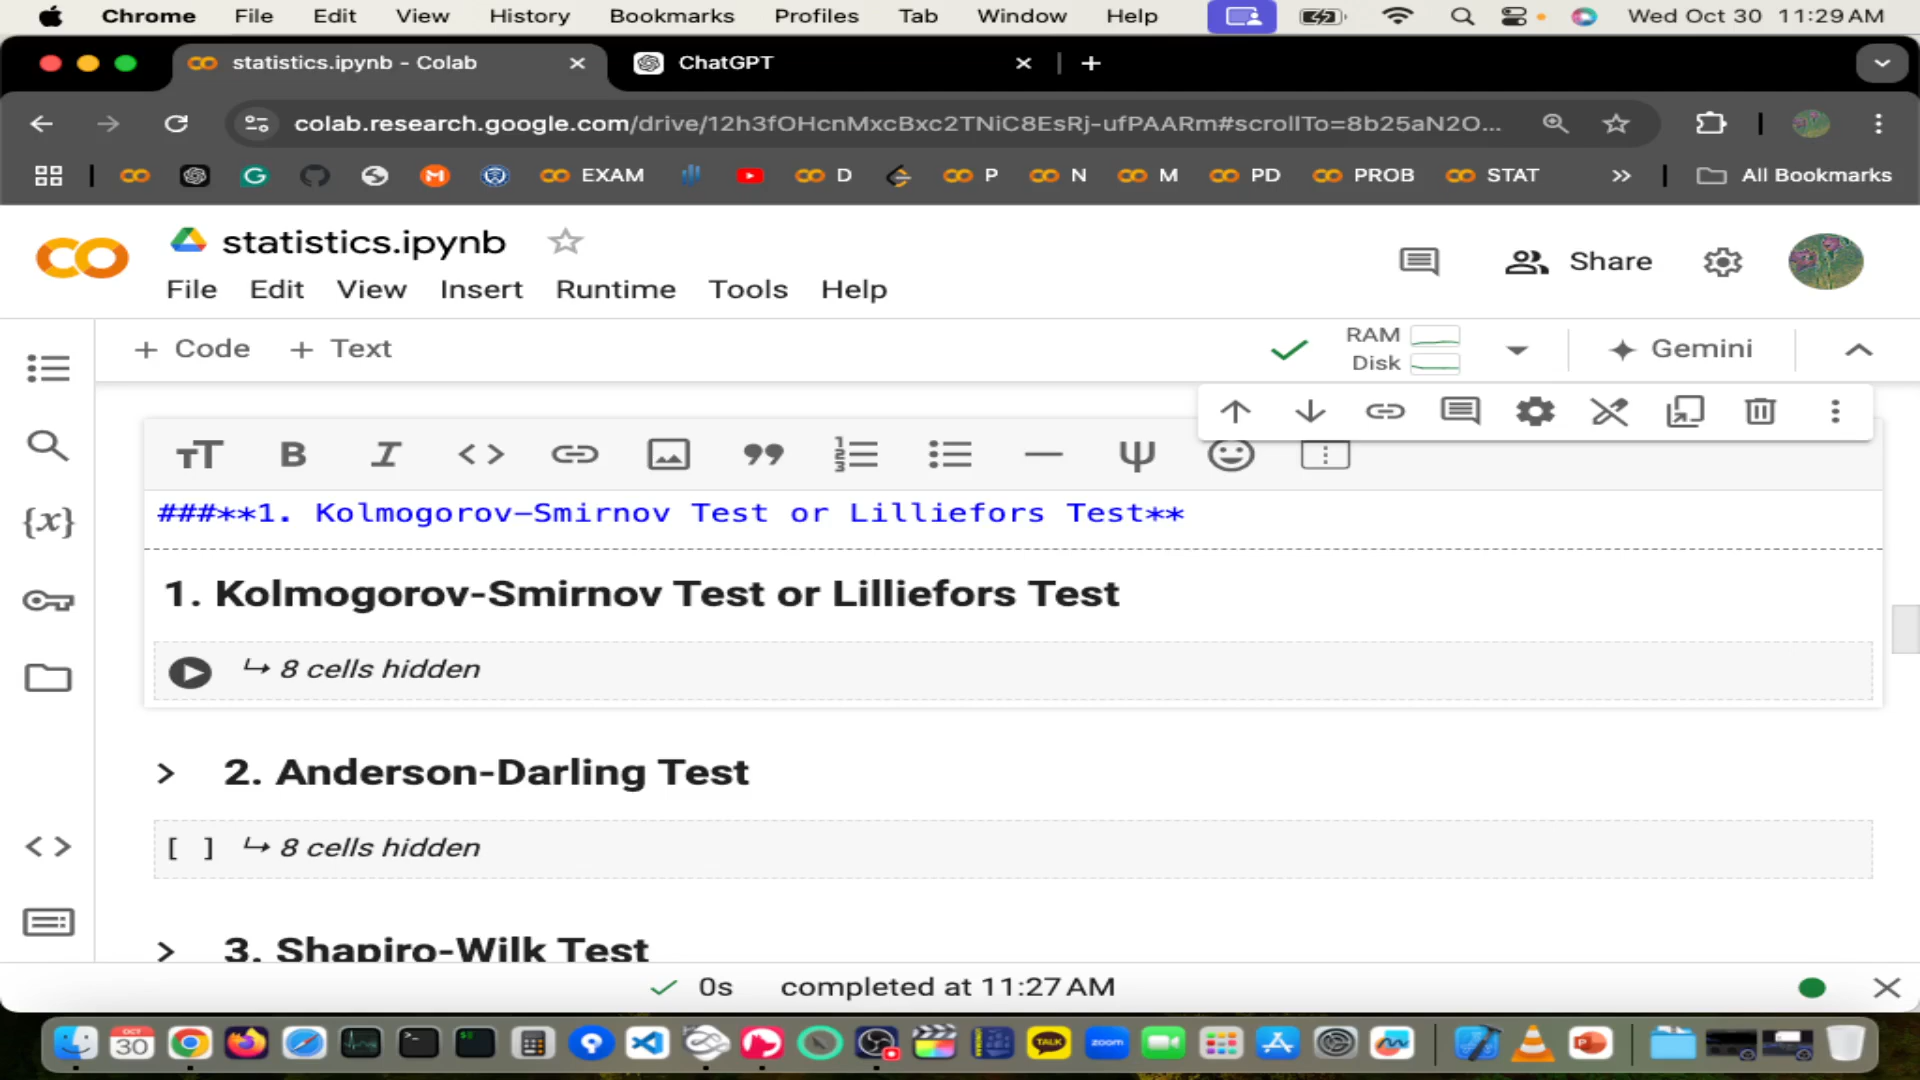 Chrome File Edit View History Bookmarks Profiles Tab Window Help Wed Oct 30 11:29 AM
statistics.ipynb - Colab ChatGPT
colab.research.google.com/drive/12h3fOHcnMxcBxc2TNiC8EsRj-ufPAARm#scrollTo=8b25aN2O...
EXAM D P N M PD PROB STAT » All Bookmarks
statistics.ipynb
Share
File Edit View Insert Runtime Tools Help
+ Code + Text
RAM
Disk
Gemini
###**1. Kolmogorov-Smirnov Test or Lilliefors Test**
1. Kolmogorov-Smirnov Test or Lilliefors Test
8 cells hidden
2. Anderson-Darling Test
[ ] 8 cells hidden
3. Shapiro-Wilk Test
0s completed at 11:27 AM
OCT
30
TALK
zoom